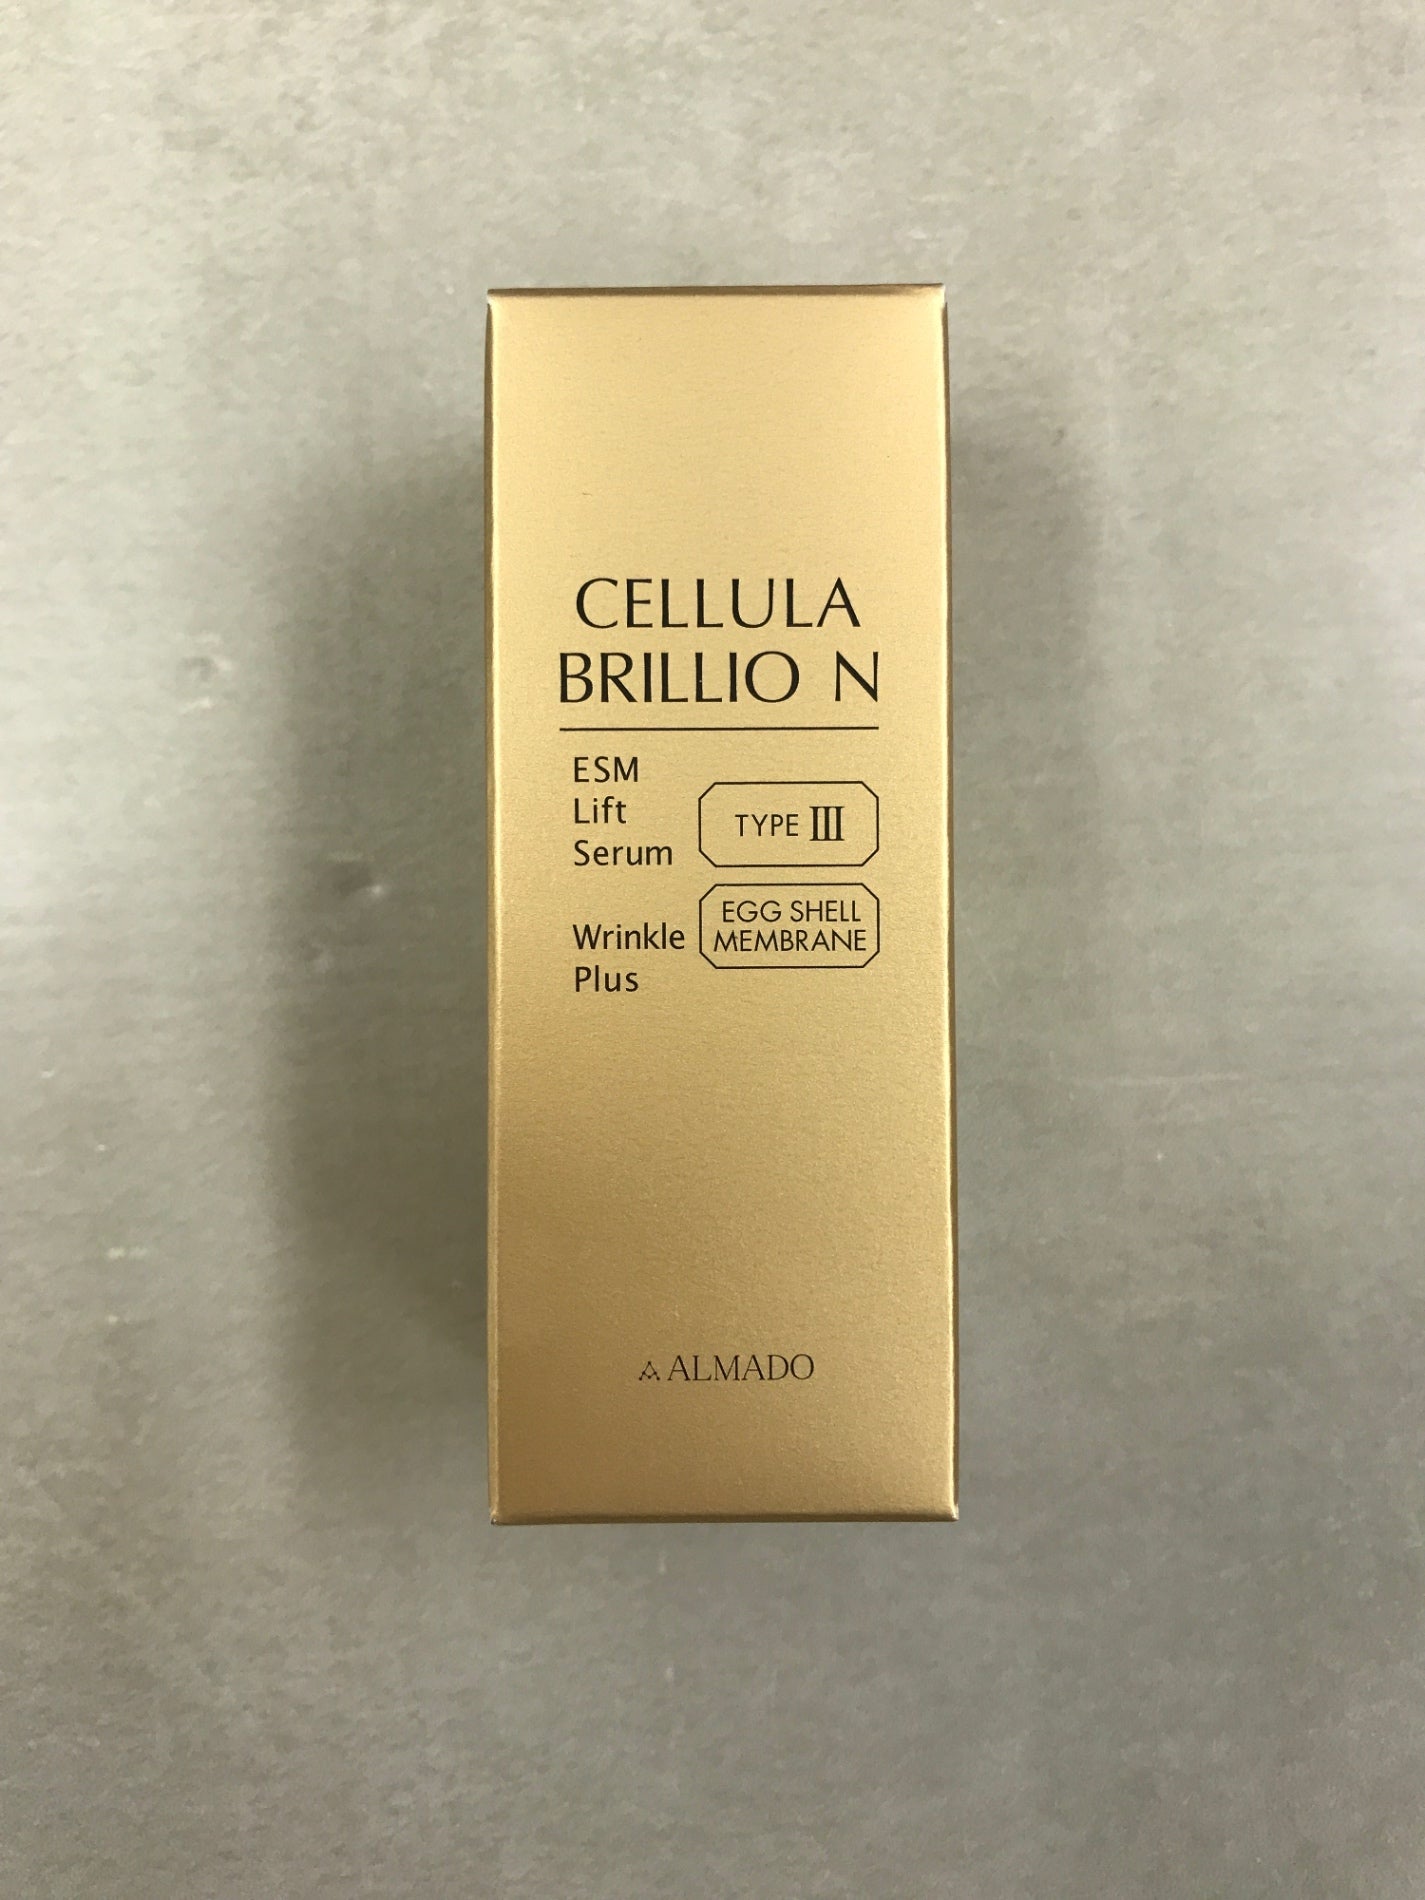 CELLULA
BRILLIO N
ESM
Lift
Serum
TYPE III
Wrinkle
Plus
EGG SHELL
MEMBRANE
ALMADO